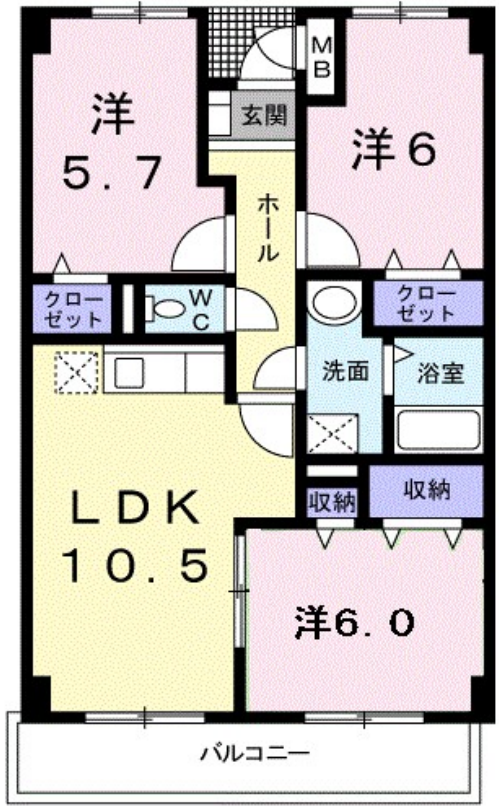 洋
5.7
MB
玄関
洋6
ホール
クロー
ゼット
WC
クロー
ゼット
洗面
浴室
LDK
10.5
収納
収納
洋6.0
バルコニー